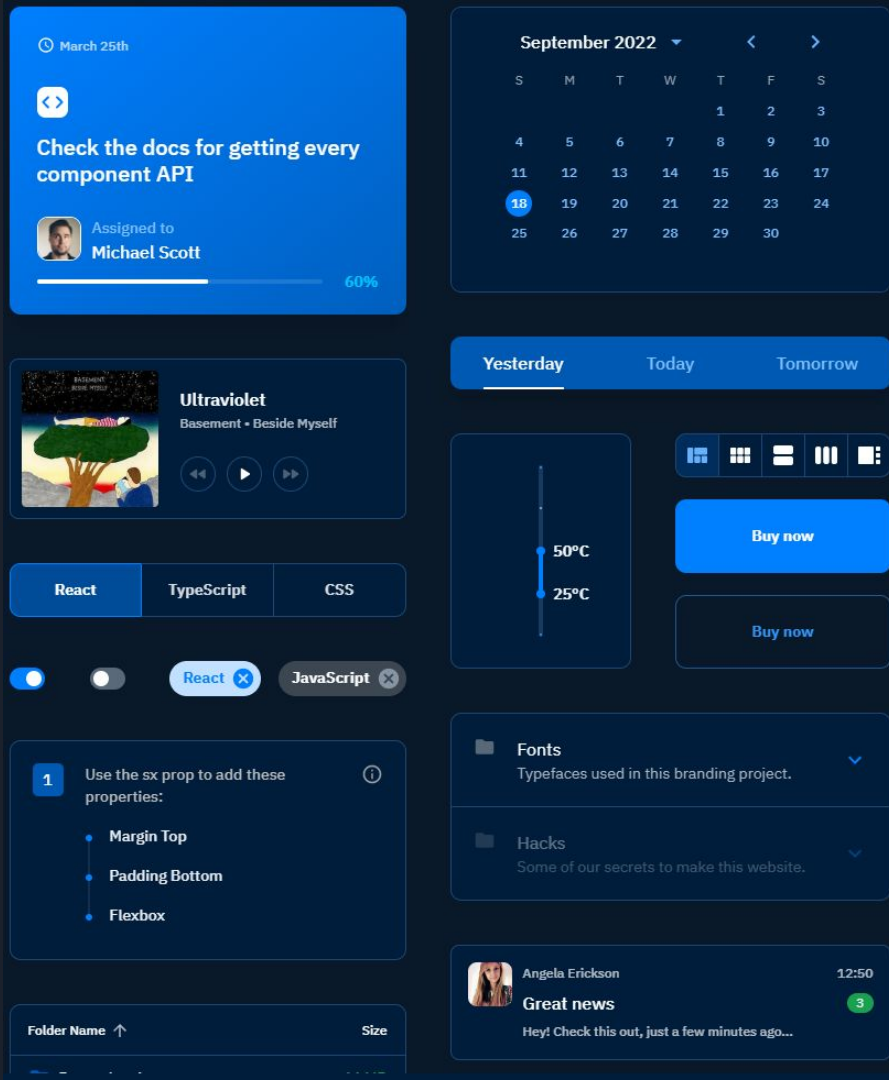 March 25th
Check the docs for getting every
component API
Assigned to
Michael Scott
60%
BASEMENT
BESIDE MYSELF
Ultraviolet
Basement • Beside Myself
React
TypeScript
CSS
React
JavaScript
1
Use the sx prop to add these
properties:
Margin Top
Padding Bottom
Flexbox
Folder Name
Size
September 2022
S M T W T F S
1 2 3
4 5 6 7 8 9 10
11 12 13 14 15 16 17
18 19 20 21 22 23 24
25 26 27 28 29 30
Yesterday
Today
Tomorrow
50°C
25°C
Buy now
Buy now
Fonts
Typefaces used in this branding project.
Hacks
Some of our secrets to make this website.
Angela Erickson
12:50
Great news
3
Hey! Check this out, just a few minutes ago...